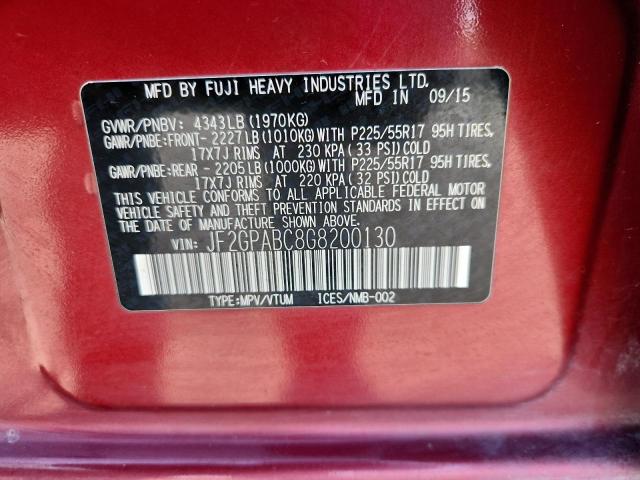 MFD BY FUJI HEAVY INDUSTRIES LTD.
MFD IN 09/15
GVWR/PNBV: 4343LB (1970KG)
GAWR/PNBE:FRONT- 2227LB(1010KG)WITH P225/55R17 95H TIRES,
17X7J RIMS AT 230 KPA (33 PSI)COLD
GAWR/PNBE:REAR - 2205LB(1000KG)WITH P225/55R17 95H TIRES,
17X7J RIMS AT 220 KPA (32 PSI)COLD
THIS VEHICLE CONFORMS TO ALL APPLICABLE FEDERAL MOTOR
VEHICLE SAFETY AND THEFT PREVENTION STANDARDS IN EFFECT
ON THE DATE OF MANUFACTURE SHOWN ABOVE.
VIN: JF2GPABC8G8200130
TYPE:MPV/VTUM ICES/NMB-002